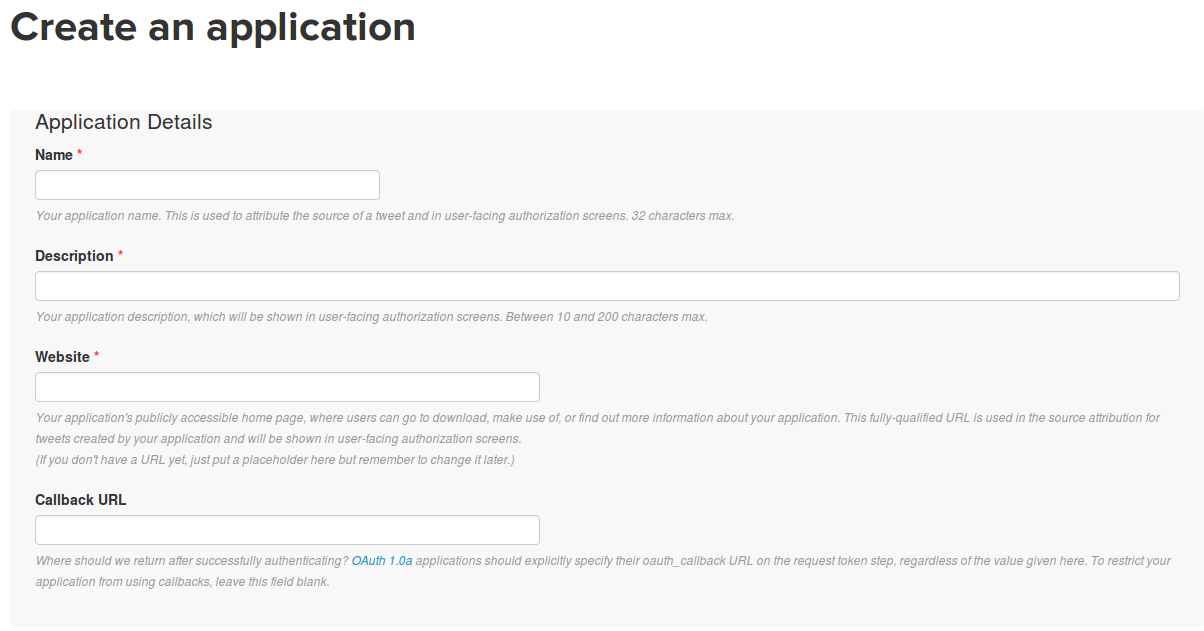 Create an application
Application Details
Name *
Your application name. This is used to attribute the source of a tweet and in user-facing authorization screens. 32 characters max.
Description *
Your application description, which will be shown in user-facing authorization screens. Between 10 and 200 characters max.
Website *
Your application's publicly accessible home page, where users can go to download, make use of, or find out more information about your application. This fully-qualified URL is used in the source attribution for
tweets created by your application and will be shown in user-facing authorization screens.
(If you don't have a URL yet, just put a placeholder here but remember to change it later.)
Callback URL
Where should we return after successfully authenticating? OAuth 1.0a applications should explicitly specify their oauth_callback URL on the request token step, regardless of the value given here. To restrict your
application from using callbacks, leave this field blank.